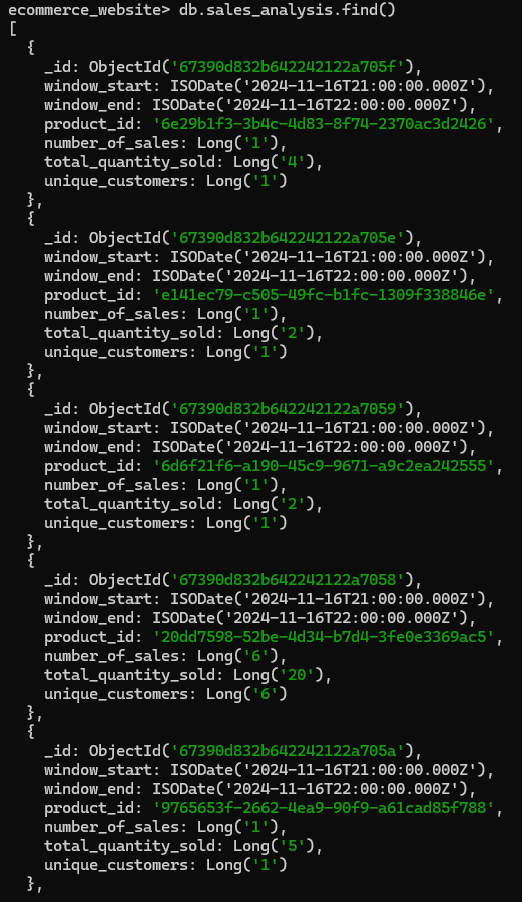 ecommerce_website> db.sales_analysis.find()
[
  {
    _id: ObjectId('67390d832b642242122a705f'),
    window_start: ISODate('2024-11-16T21:00:00.000Z'),
    window_end: ISODate('2024-11-16T22:00:00.000Z'),
    product_id: '6e29b1f3-3b4c-4d83-8f74-2370ac3d2426',
    number_of_sales: Long('1'),
    total_quantity_sold: Long('4'),
    unique_customers: Long('1')
  },
  {
    _id: ObjectId('67390d832b642242122a705e'),
    window_start: ISODate('2024-11-16T21:00:00.000Z'),
    window_end: ISODate('2024-11-16T22:00:00.000Z'),
    product_id: 'e141ec79-c505-49fc-b1fc-1309f338846e',
    number_of_sales: Long('1'),
    total_quantity_sold: Long('2'),
    unique_customers: Long('1')
  },
  {
    _id: ObjectId('67390d832b642242122a7059'),
    window_start: ISODate('2024-11-16T21:00:00.000Z'),
    window_end: ISODate('2024-11-16T22:00:00.000Z'),
    product_id: '6d6f21f6-a190-45c9-9671-a9c2ea242555',
    number_of_sales: Long('1'),
    total_quantity_sold: Long('2'),
    unique_customers: Long('1')
  },
  {
    _id: ObjectId('67390d832b642242122a7058'),
    window_start: ISODate('2024-11-16T21:00:00.000Z'),
    window_end: ISODate('2024-11-16T22:00:00.000Z'),
    product_id: '20dd7598-52be-4d34-b7d4-3fe0e3369ac5',
    number_of_sales: Long('6'),
    total_quantity_sold: Long('20'),
    unique_customers: Long('6')
  },
  {
    _id: ObjectId('67390d832b642242122a705a'),
    window_start: ISODate('2024-11-16T21:00:00.000Z'),
    window_end: ISODate('2024-11-16T22:00:00.000Z'),
    product_id: '9765653f-2662-4ea9-90f9-a61cad85f788',
    number_of_sales: Long('1'),
    total_quantity_sold: Long('5'),
    unique_customers: Long('1')
  },